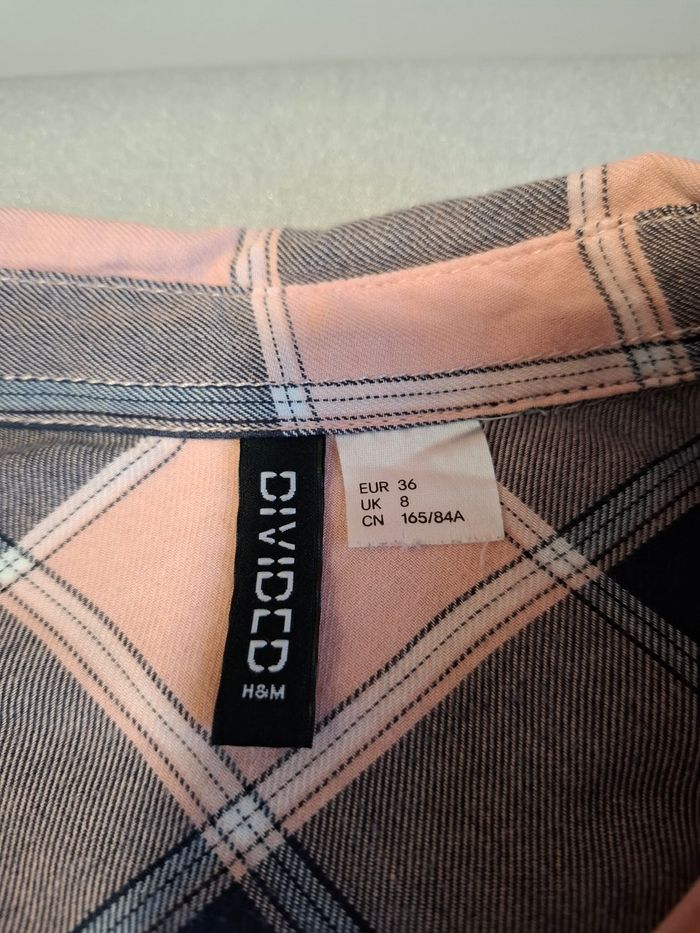 DIVIDED
H&M
EUR 36
UK 8
CN 165/84A